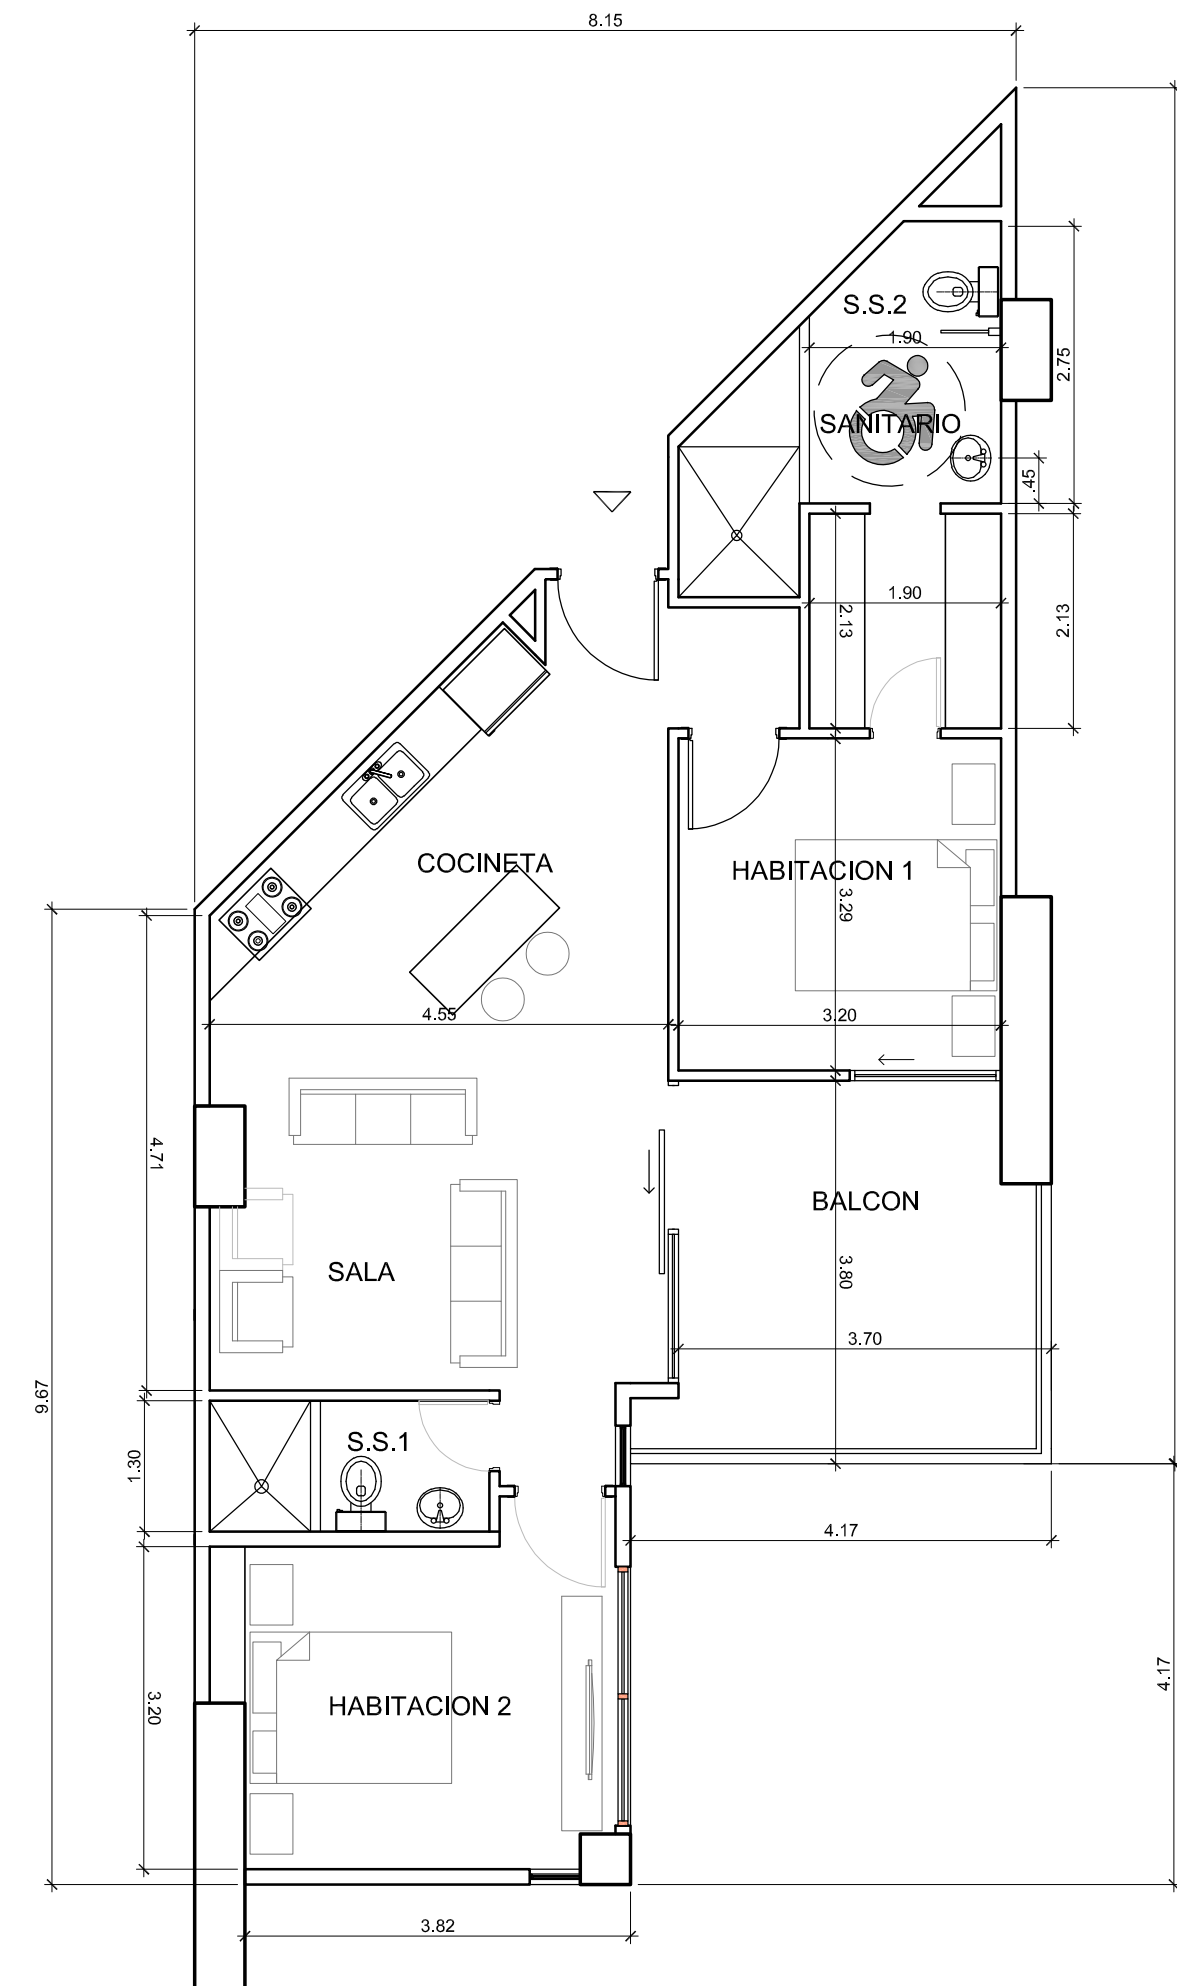 8.15
S.S.2
1.90
2.75
SANITARIO
.45
1.90
2.13
2.13
COCINETA
HABITACION 1
3.29
4.55
3.20
4.71
BALCON
SALA
3.80
3.70
9.67
S.S.1
1.30
4.17
4.17
3.20
HABITACION 2
3.82